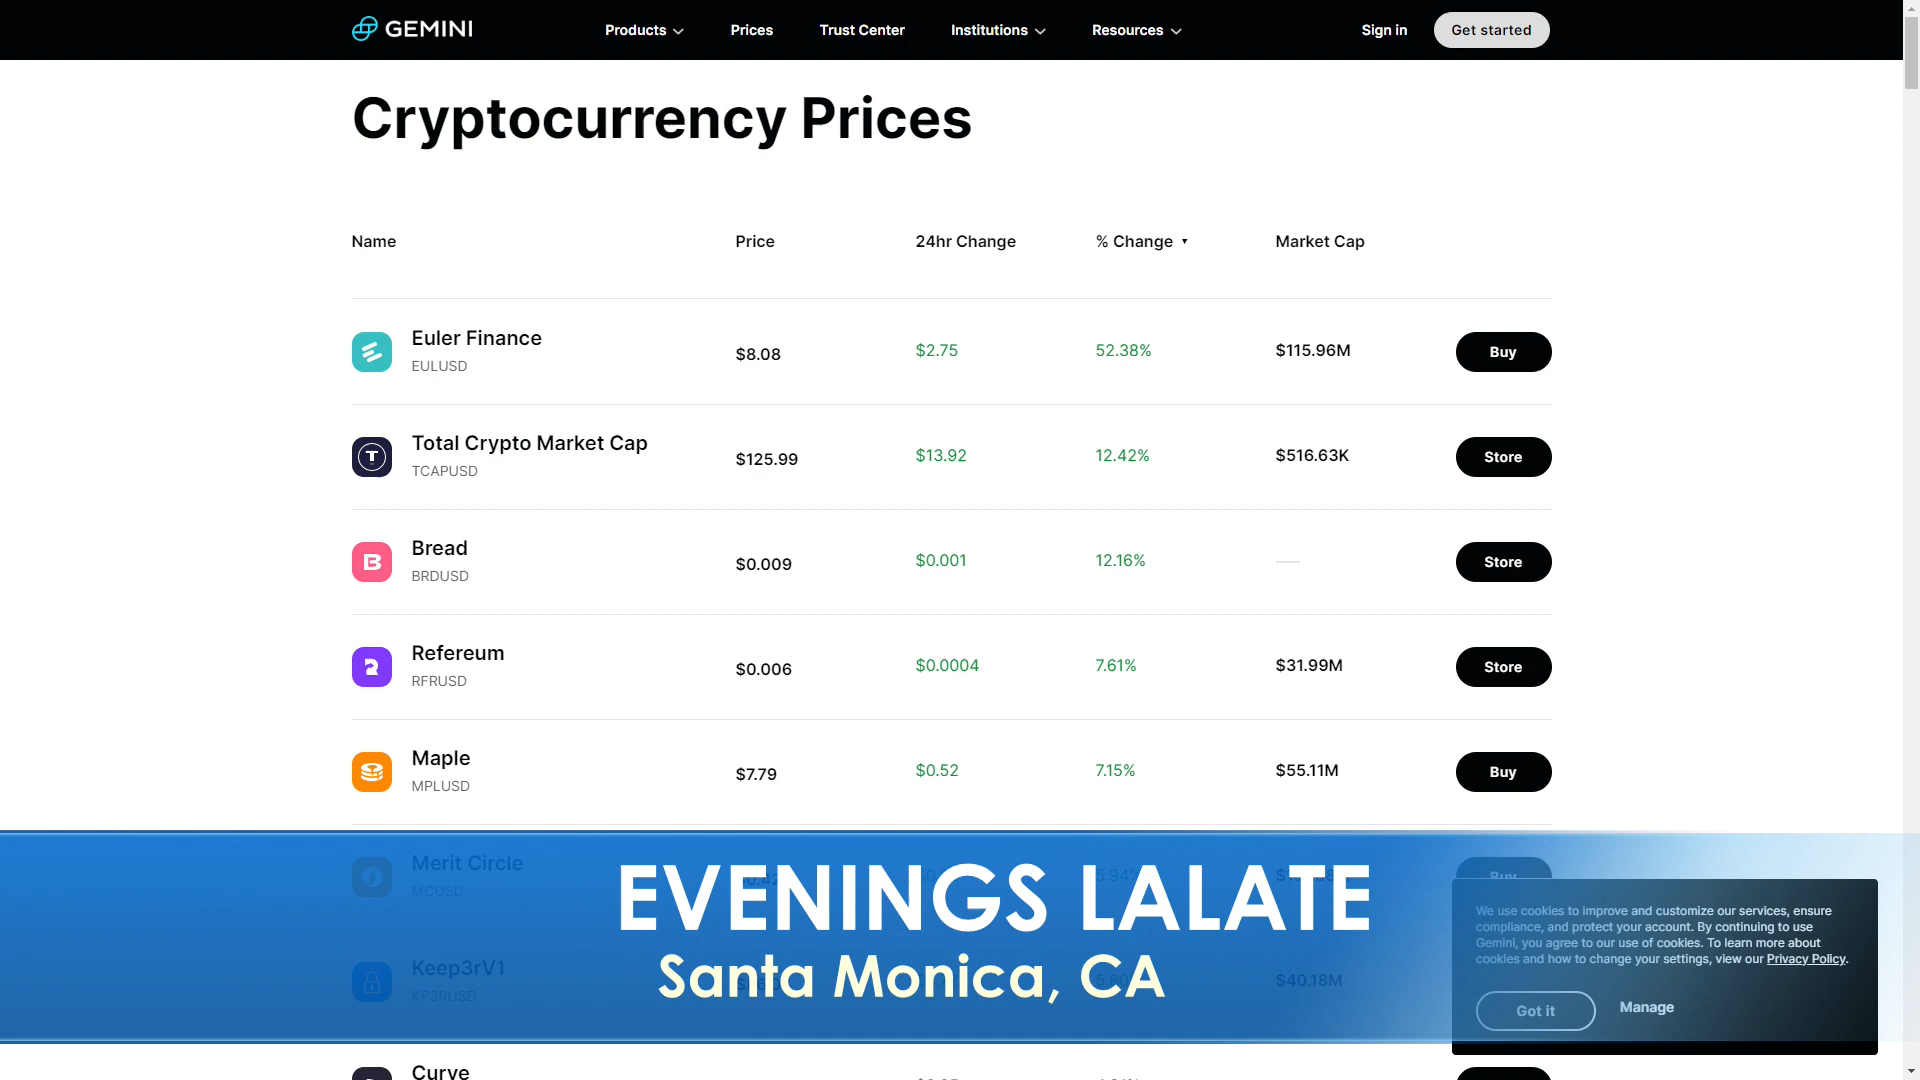 GEMINI
Products Prices Trust Center Institutions Resources Sign in Get started
Cryptocurrency Prices
Name Price 24hr Change % Change ▼ Market Cap
Euler Finance
EULUSD
$8.08 $2.75 52.38% $115.96M Buy
Total Crypto Market Cap
TCAPUSD
$125.99 $13.92 12.42% $516.63K Store
Bread
BRDUSD
$0.009 $0.001 12.16% — Store
Refereum
RFRUSD
$0.006 $0.0004 7.61% $31.99M Store
Maple
MPLUSD
$7.79 $0.52 7.15% $55.11M Buy
Merit Circle
MCUSD
Buy
EVENINGS LALATE
Santa Monica, CA
Keep3rV1
KP3RUSD
$40.18M
We use cookies to improve and customize our services, ensure
compliance, and protect your account. By continuing to use
Gemini, you agree to our use of cookies. To learn more about
cookies and how to change your settings, view our Privacy Policy.
Got it Manage
Curve